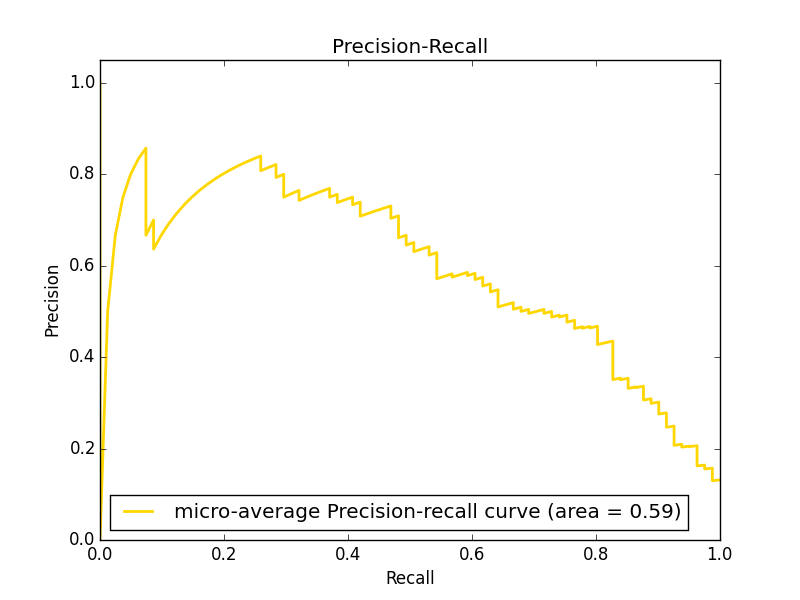 Precision-Recall
1.0
0.8
0.6
0.4
0.2
0.0
Precision
micro-average Precision-recall curve (area = 0.59)
0.0 0.2 0.4 0.6 0.8 1.0
Recall